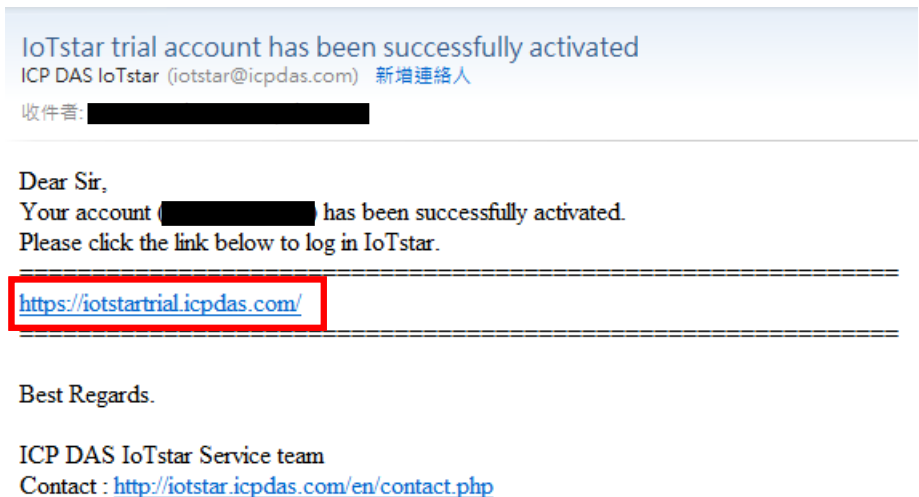 IoTstar trial account has been successfully activated
ICP DAS IoTstar (iotstar@icpdas.com) 新增連絡人
收件者:
Dear Sir,
Your account ( ) has been successfully activated.
Please click the link below to log in IoTstar.
==============================================================
https://iotstartrial.icpdas.com/
==============================================================
Best Regards.
ICP DAS IoTstar Service team
Contact : http://iotstar.icpdas.com/en/contact.php